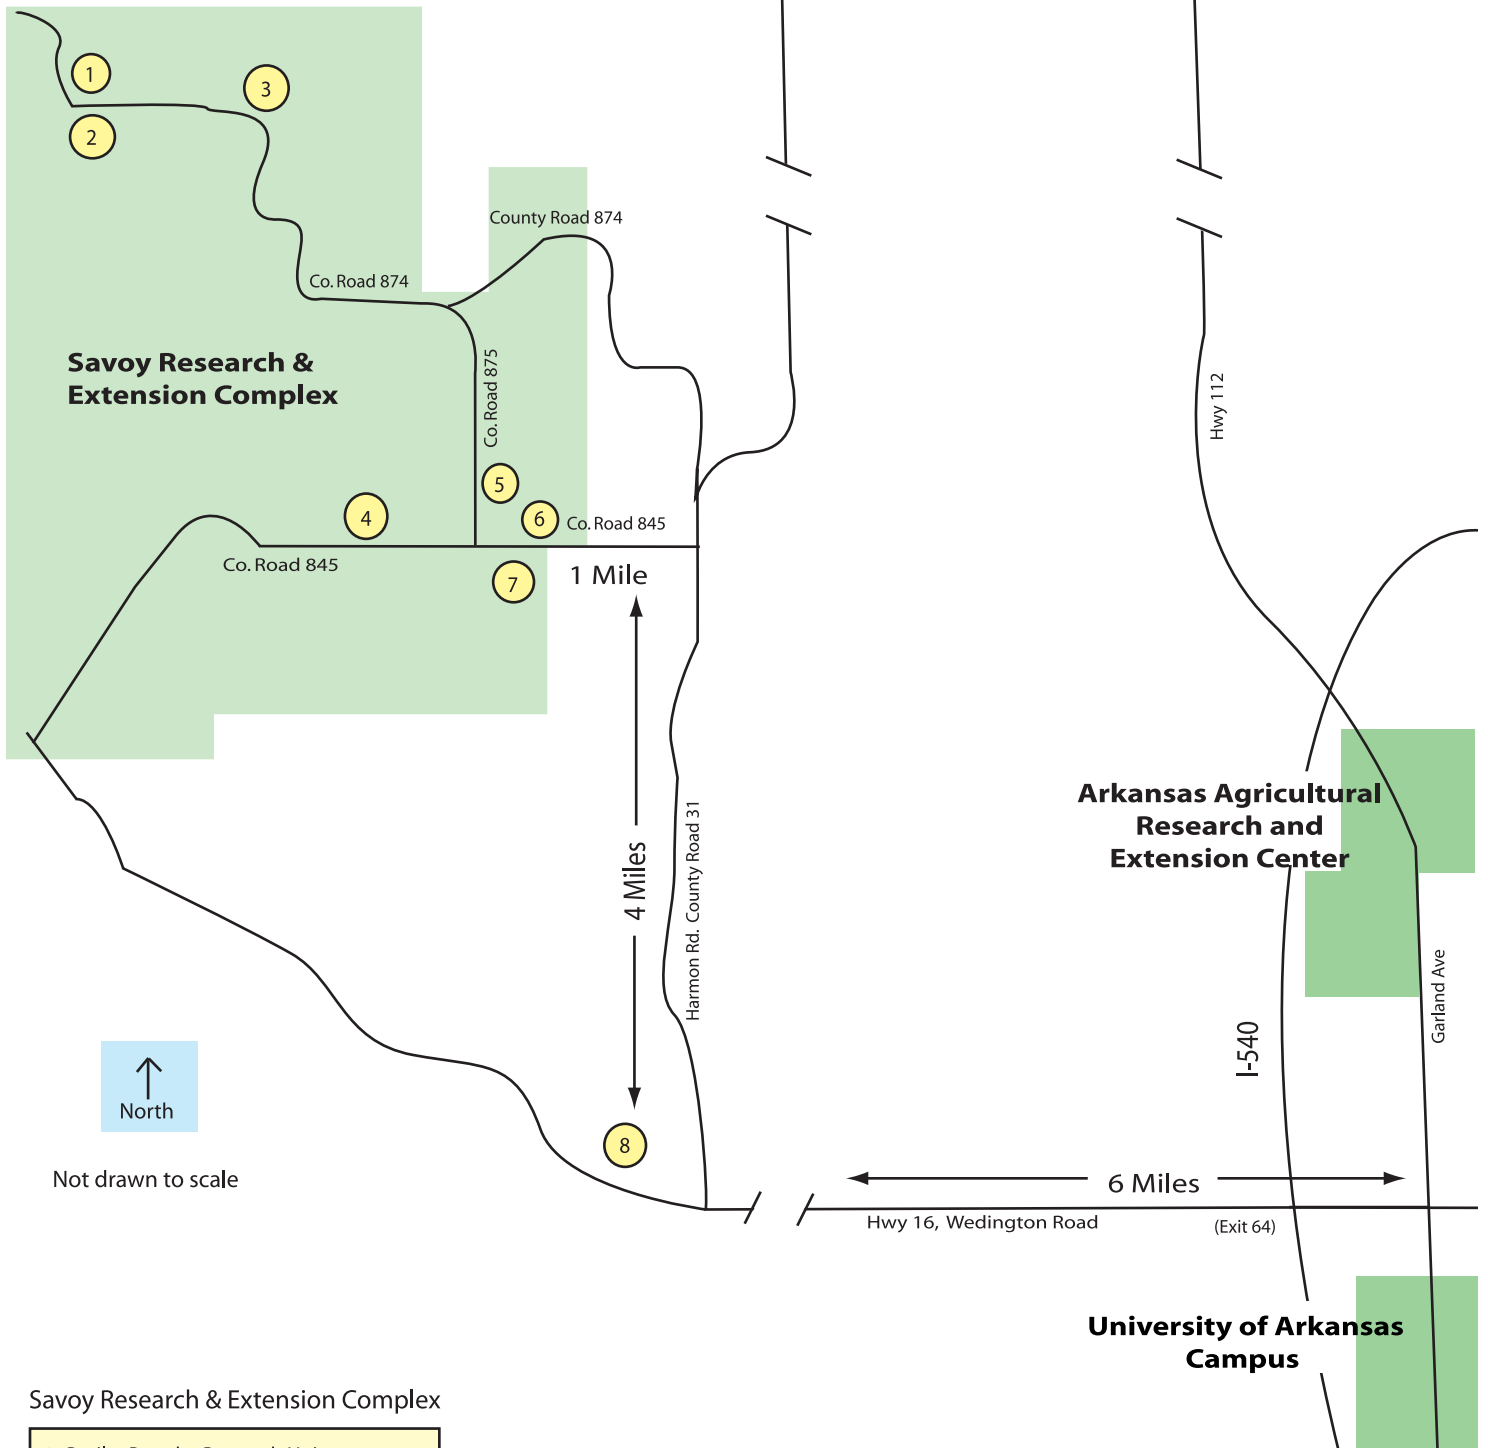 1
3
2
County Road 874
Co. Road 874
Savoy Research &
Extension Complex
Co. Road 875
Hwy 112
5
4
6
Co. Road 845
Co. Road 845
7
1 Mile
Arkansas Agricultural
Research and
Extension Center
4 Miles
Harmon Rd. County Road 31
Garland Ave
I-540
North
8
Not drawn to scale
6 Miles
Hwy 16, Wedington Road
(Exit 64)
University of Arkansas
Campus
Savoy Research & Extension Complex